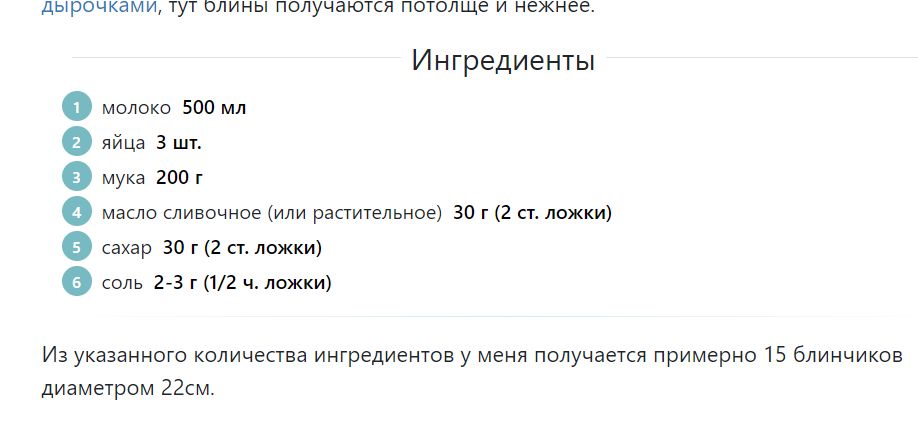 дырочками, тут блины получаются потолще и нежнее.
Ингредиенты
1 молоко 500 мл
2 яйца 3 шт.
3 мука 200 г
4 масло сливочное (или растительное) 30 г (2 ст. ложки)
5 сахар 30 г (2 ст. ложки)
6 соль 2-3 г (1/2 ч. ложки)
Из указанного количества ингредиентов у меня получается примерно 15 блинчиков
диаметром 22см.